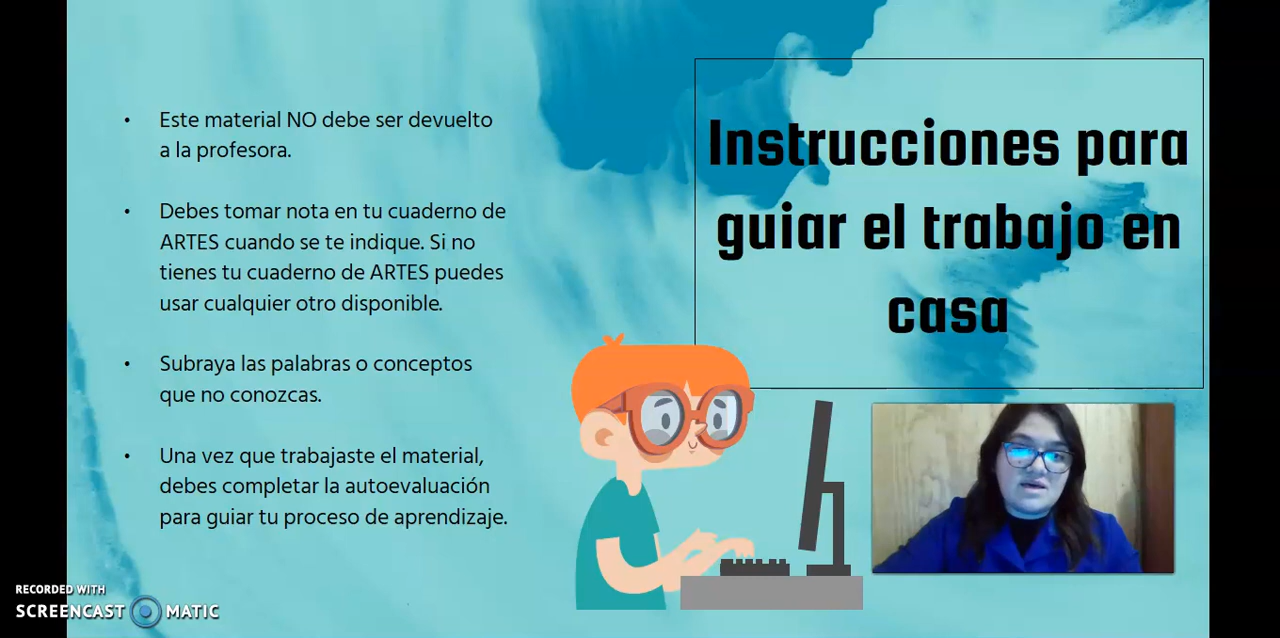 Instrucciones para
guiar el trabajo en
casa
• Este material NO debe ser devuelto
a la profesora.
• Debes tomar nota en tu cuaderno de
ARTES cuando se te indique. Si no
tienes tu cuaderno de ARTES puedes
usar cualquier otro disponible.
• Subraya las palabras o conceptos
que no conozcas.
• Una vez que trabajaste el material,
debes completar la autoevaluación
para guiar tu proceso de aprendizaje.
RECORDED WITH
SCREENCAST MATIC